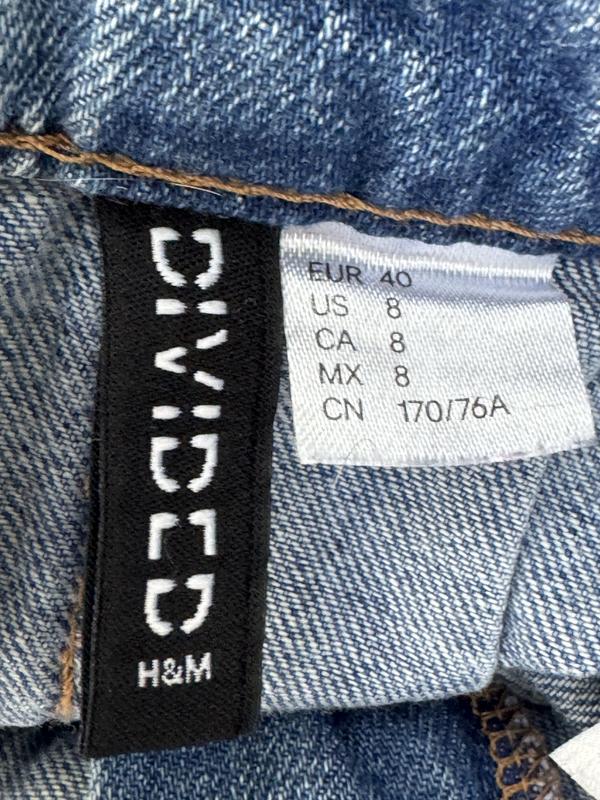 DIVIDED
H&M
EUR 40
US 8
CA 8
MX 8
CN 170/76A